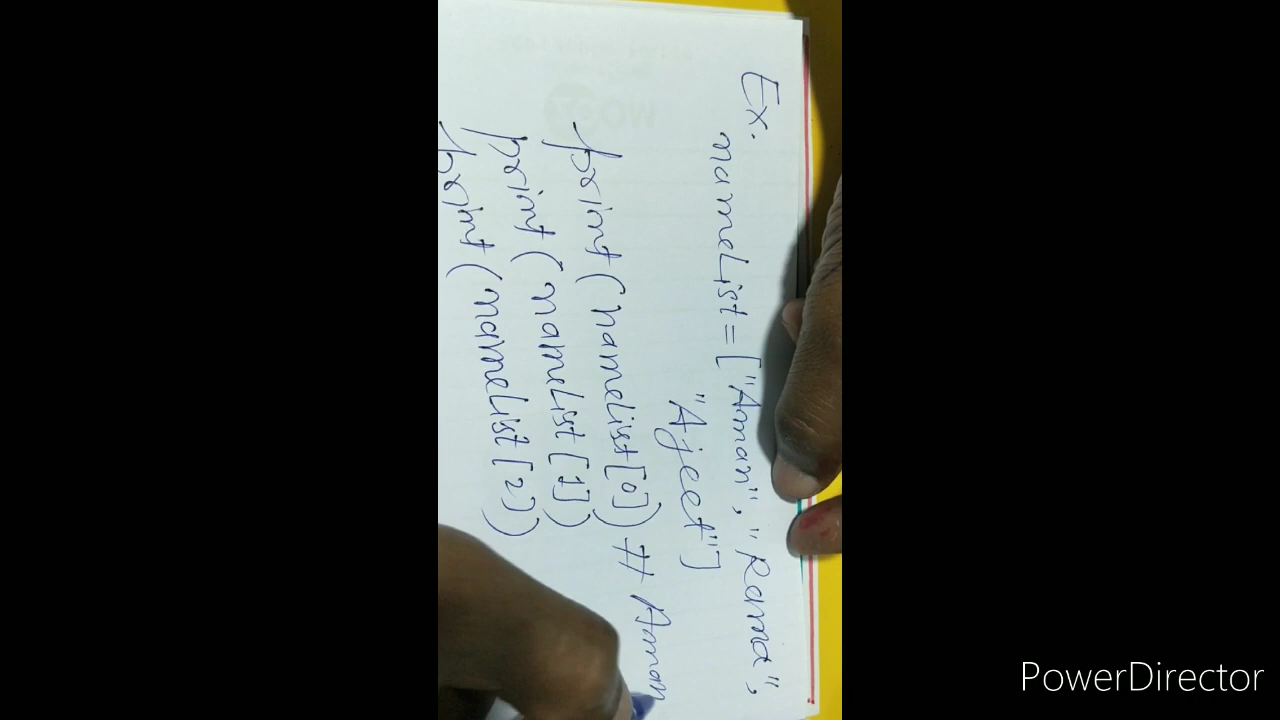 Ex.
nameList = ["Aman", "Rama",
"Ajeet"]
print (nameList [0]) # Aman
print (nameList [1])
print (nameList [2])
PowerDirector